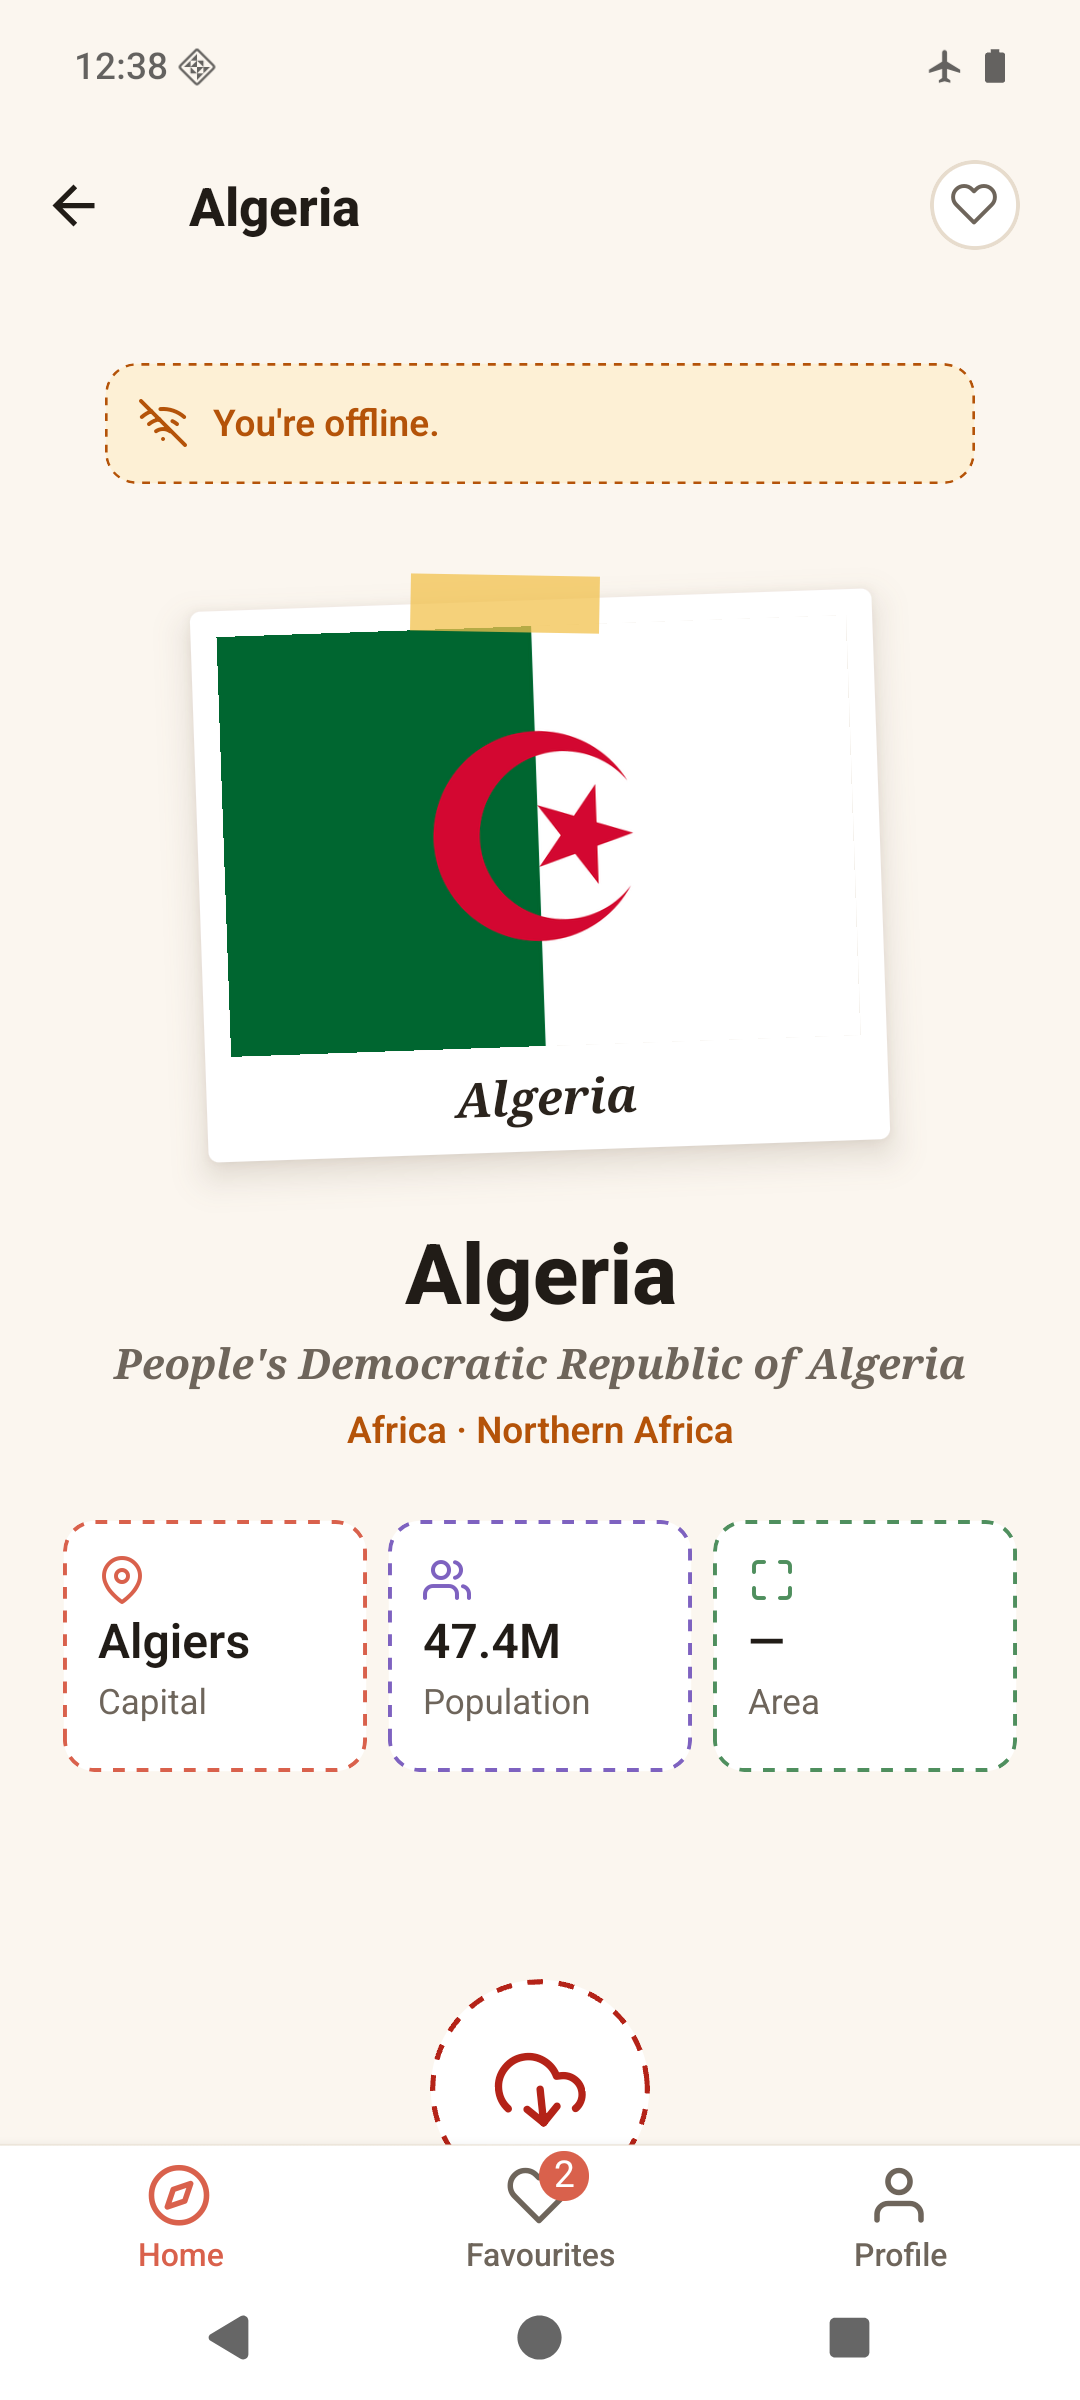 12:38
Algeria
You're offline.
Algeria
Algeria
People's Democratic Republic of Algeria
Africa · Northern Africa
Algiers
Capital
47.4M
Population
—
Area
2
Home
Favourites
Profile